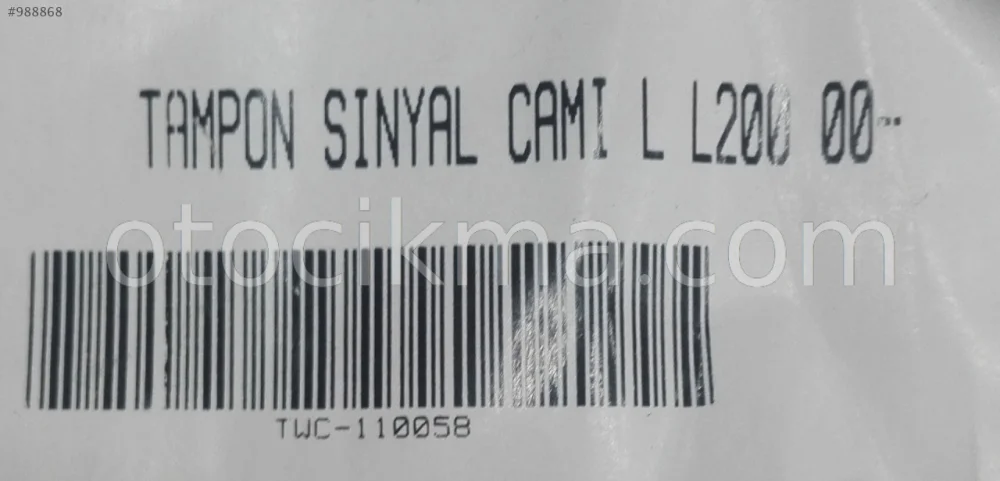 #988868
TAMPON SINYAL CAMI L L200 00--
otocikma.com
TWC-110058